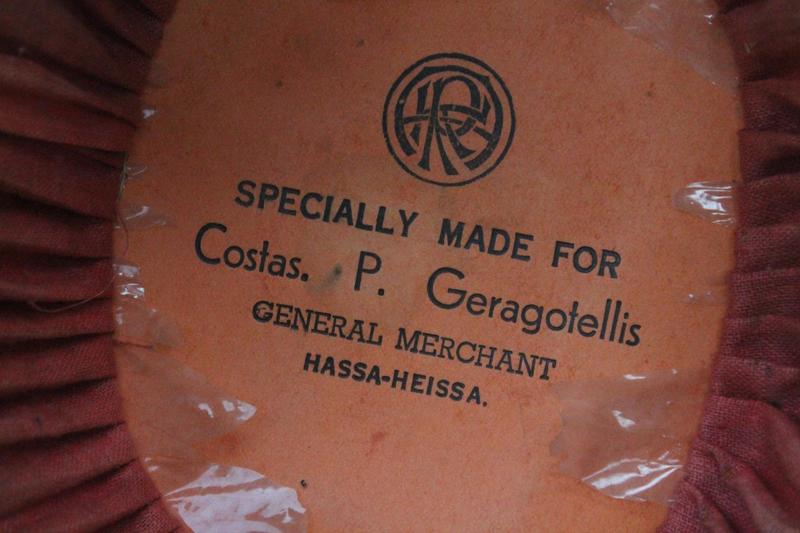 SPECIALLY MADE FOR
Costas. P. Geragotellis
GENERAL MERCHANT
HASSA-HEISSA.